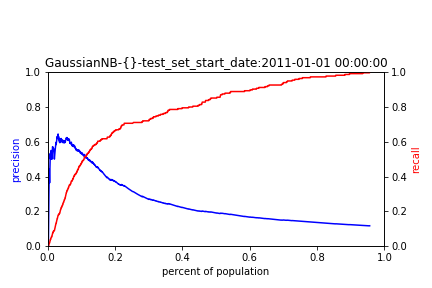 GaussianNB-{}-test_set_start_date:2011-01-01 00:00:00
1.0
0.8
0.6
0.4
0.2
0.0
precision
1.0
0.8
0.6
0.4
0.2
0.0
recall
0.0 0.2 0.4 0.6 0.8 1.0
percent of population